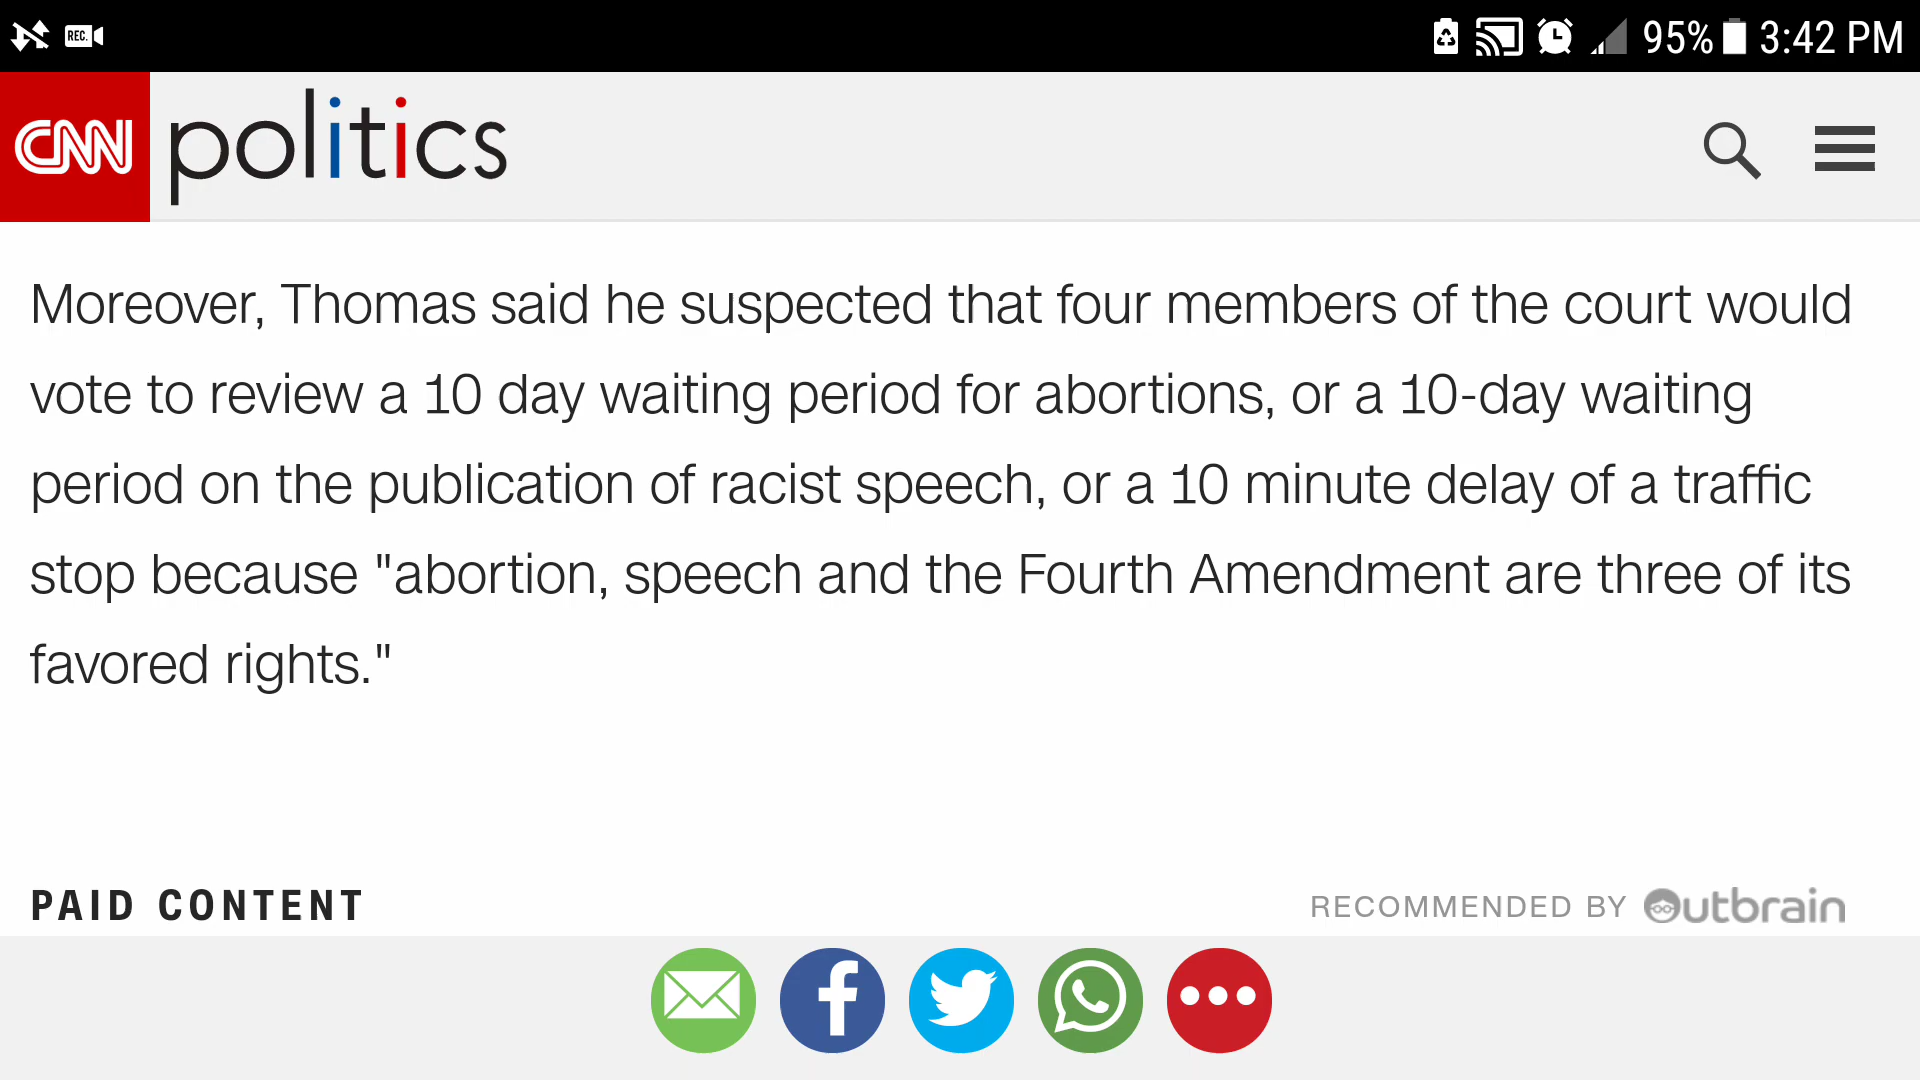 REC. 95% 3:42 PM
CNN politics
Moreover, Thomas said he suspected that four members of the court would
vote to review a 10 day waiting period for abortions, or a 10-day waiting
period on the publication of racist speech, or a 10 minute delay of a traffic
stop because "abortion, speech and the Fourth Amendment are three of its
favored rights."
PAID CONTENT RECOMMENDED BY Outbrain